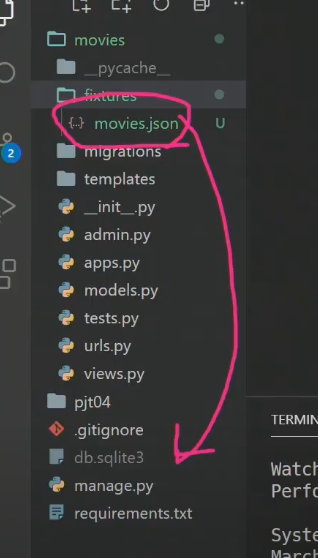 movies
__pycache__
fixtures
{..} movies.json U
2
migrations
templates
__init__.py
admin.py
apps.py
models.py
tests.py
urls.py
views.py
pjt04
.gitignore
TERMIN
db.sqlite3
Watch
manage.py
Perfo
requirements.txt
Syste
March